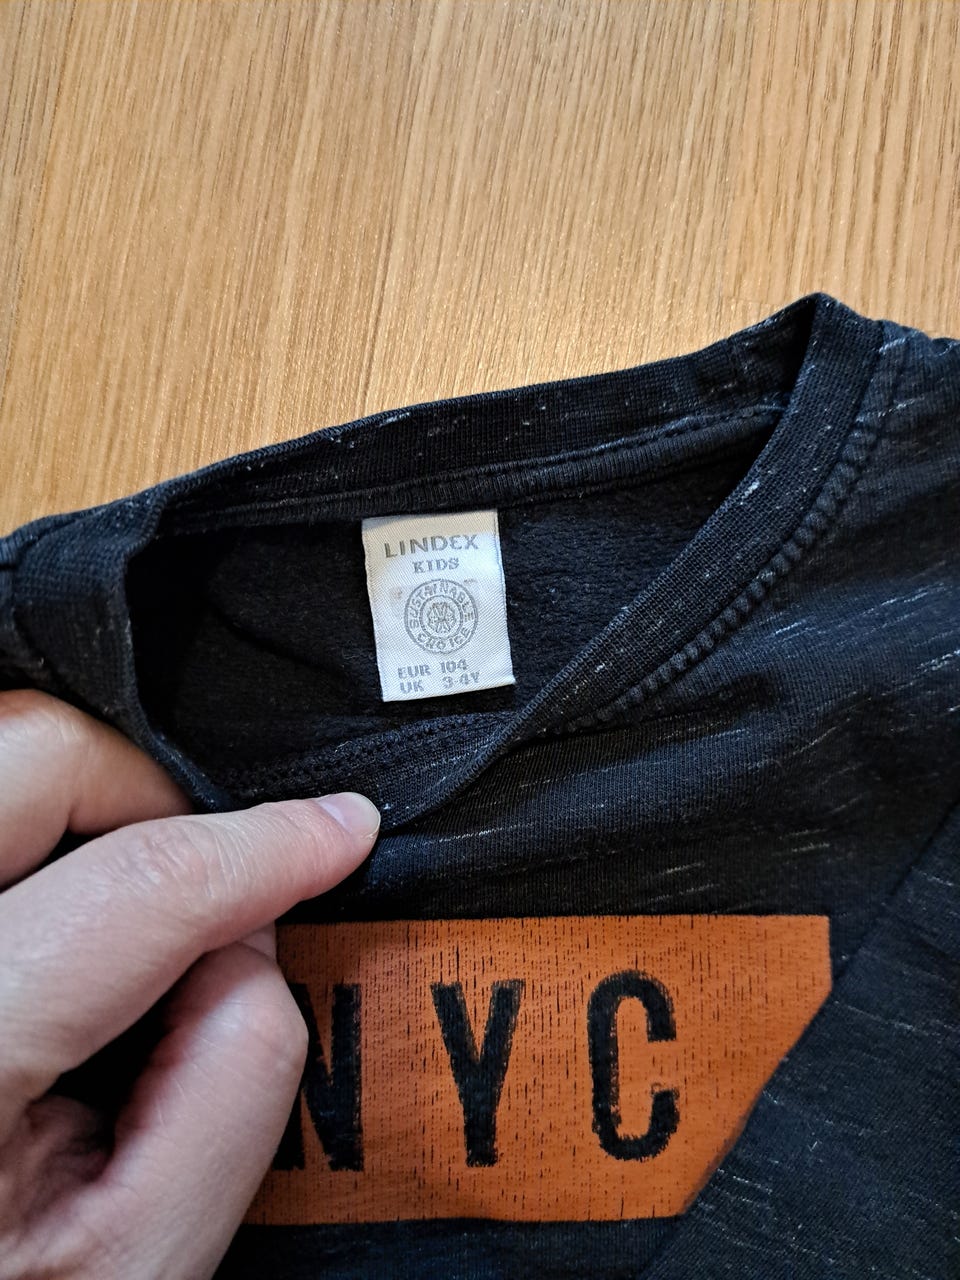 LINDEX
KIDS
SUSTAINABLE
CHOICE
EUR 104
UK 3-4Y
NYC